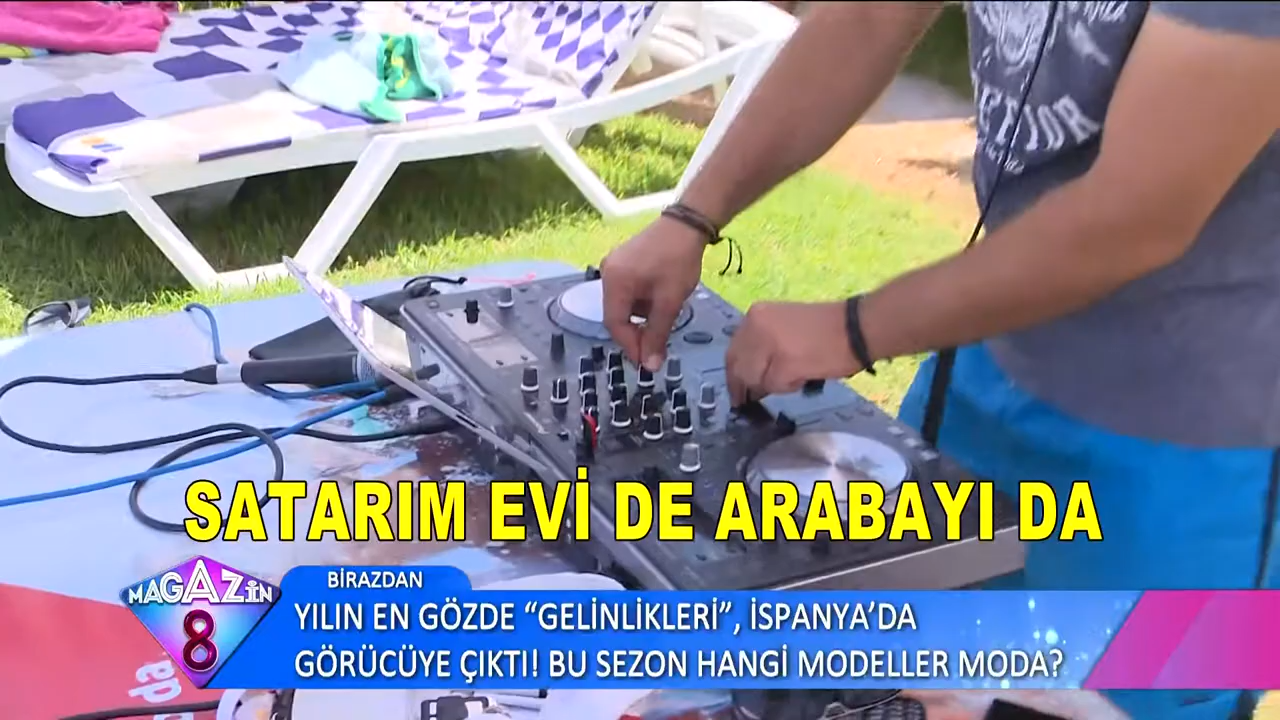 SATARIM EVİ DE ARABAYI DA
MAGAZİN
8
BİRAZDAN
YILIN EN GÖZDE “GELİNLİKLERİ”, İSPANYA’DA
GÖRÜCÜYE ÇIKTI! BU SEZON HANGİ MODELLER MODA?